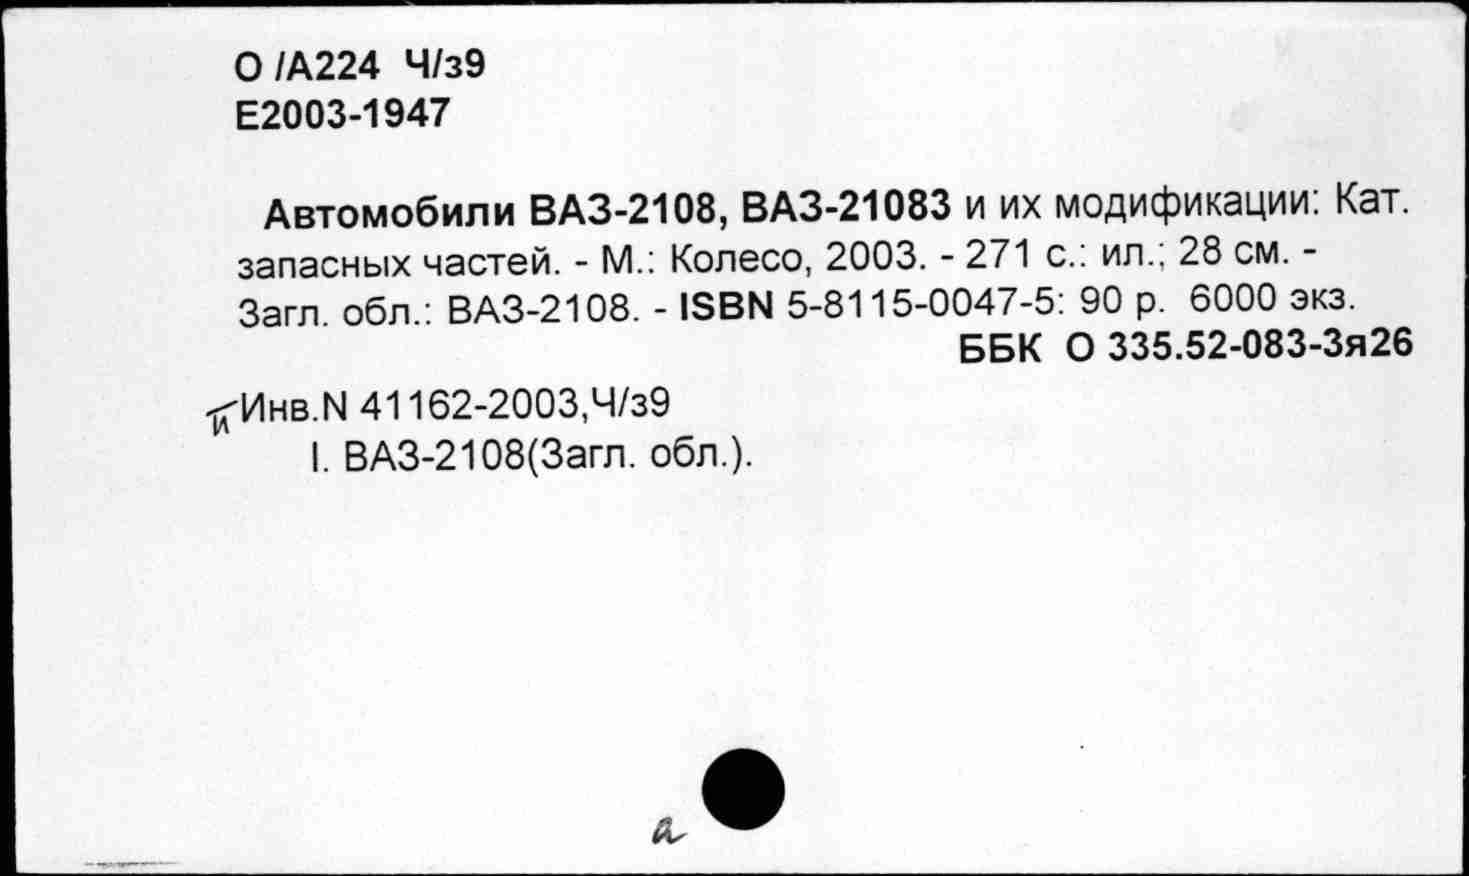 О /А224 Ч/з9
Е2003-1947
Автомобили ВАЗ-2108, ВАЗ-21083 и их модификации: Кат.
запасных частей. - М.: Колесо, 2003. - 271 с.: ил.; 28 см. -
Загл. обл.: ВАЗ-2108. - ISBN 5-8115-0047-5: 90 р. 6000 экз.
ББК О 335.52-083-3я26
Инв.N 41162-2003,Ч/з9
и
I. ВАЗ-2108(Загл. обл.).
а